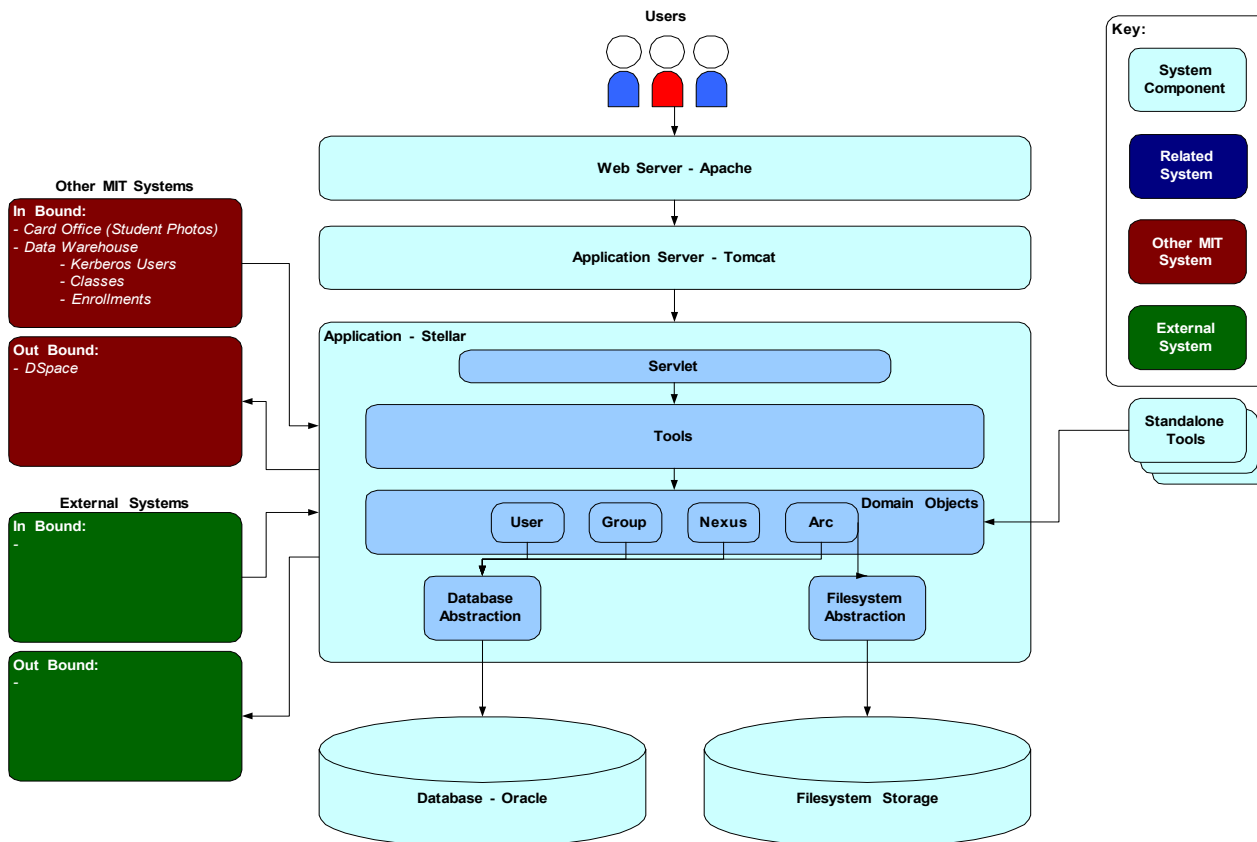 Users
Key:
System
Component
Related
System
Other MIT
System
External
System
Web Server - Apache
Other MIT Systems
In Bound:
- Card Office (Student Photos)
- Data Warehouse
- Kerberos Users
- Classes
- Enrollments
Application Server - Tomcat
Out Bound:
- DSpace
Application - Stellar
Servlet
Tools
Standalone
Tools
External Systems
In Bound:
-
Domain Objects
User
Group
Nexus
Arc
Database
Abstraction
Filesystem
Abstraction
Out Bound:
-
Database - Oracle
Filesystem Storage